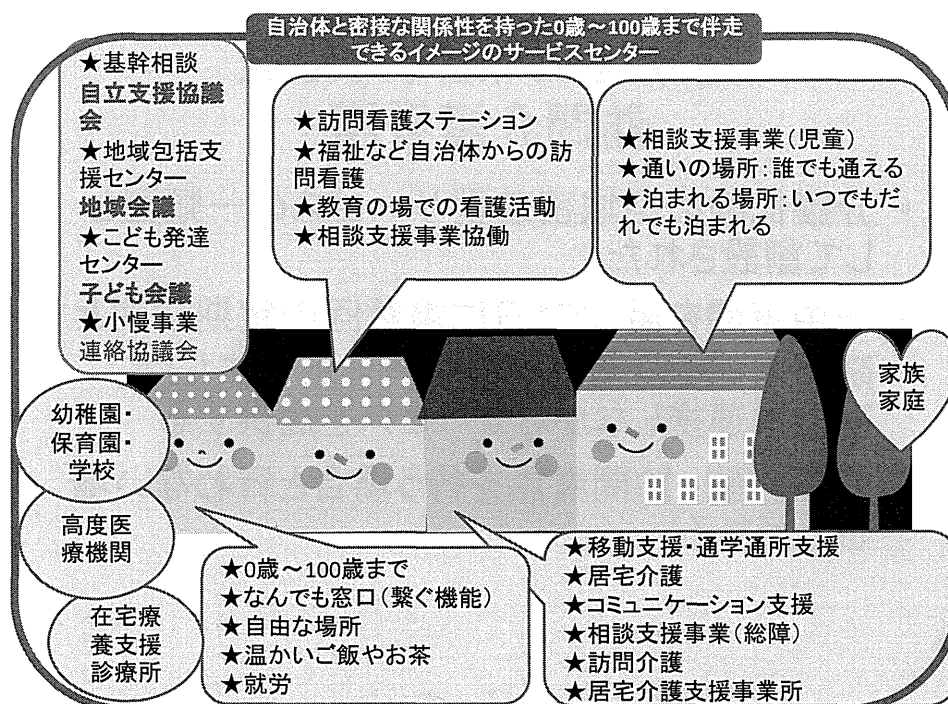 自治体と密接な関係性を持った0歳～100歳まで伴走
できるイメージのサービスセンター
★基幹相談
自立支援協議
会
★地域包括支
援センター
地域会議
★こども発達
センター
子ども会議
★小慢事業
連絡協議会
★訪問看護ステーション
★福祉など自治体からの訪
問看護
★教育の場での看護活動
★相談支援事業協働
★相談支援事業(児童)
★通いの場所:誰でも通える
★泊まれる場所:いつでもだ
れでも泊まれる
家族
家庭
幼稚園・
保育園・
学校
高度医
療機関
在宅療
養支援
診療所
★0歳～100歳まで
★なんでも窓口(繋ぐ機能)
★自由な場所
★温かいご飯やお茶
★就労
★移動支援・通学通所支援
★居宅介護
★コミュニケーション支援
★相談支援事業(総障)
★訪問介護
★居宅介護支援事業所